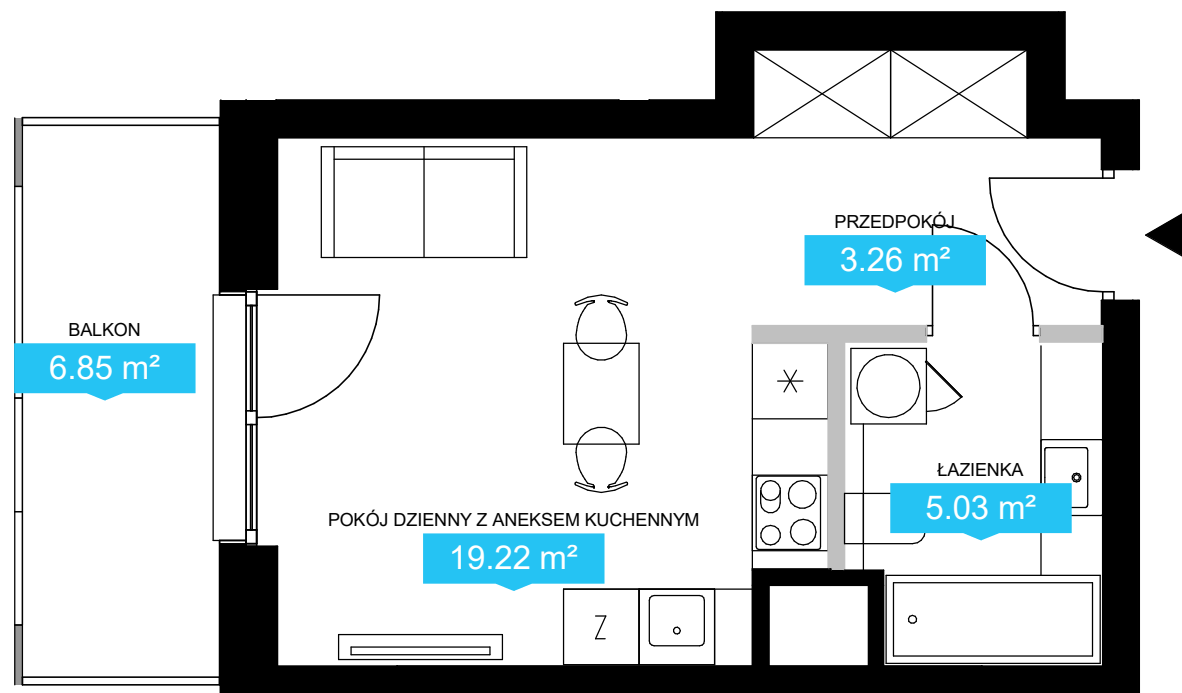 PRZEDPOKÓJ
3.26 m²
BALKON
6.85 m²
ŁAZIENKA
5.03 m²
POKÓJ DZIENNY Z ANEKSEM KUCHENNYM
19.22 m²
Z